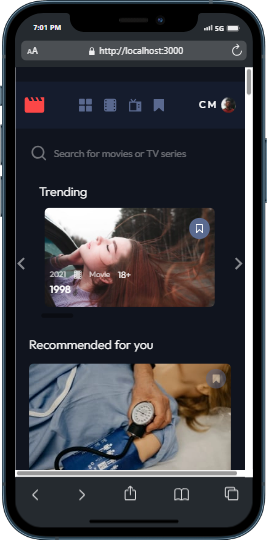 7:01 PM
5G
AA
http://localhost:3000
CM
Search for movies or TV series
Trending
2021 Movie 18+
1998
Recommended for you